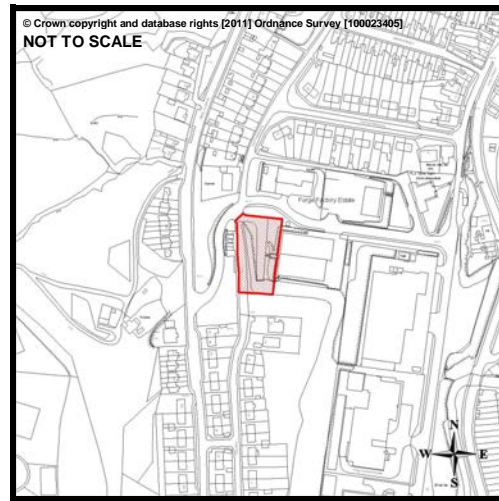 © Crown copyright and database rights [2011] Ordnance Survey [100023405]
NOT TO SCALE
Forge Factory Estate
N
W E
S